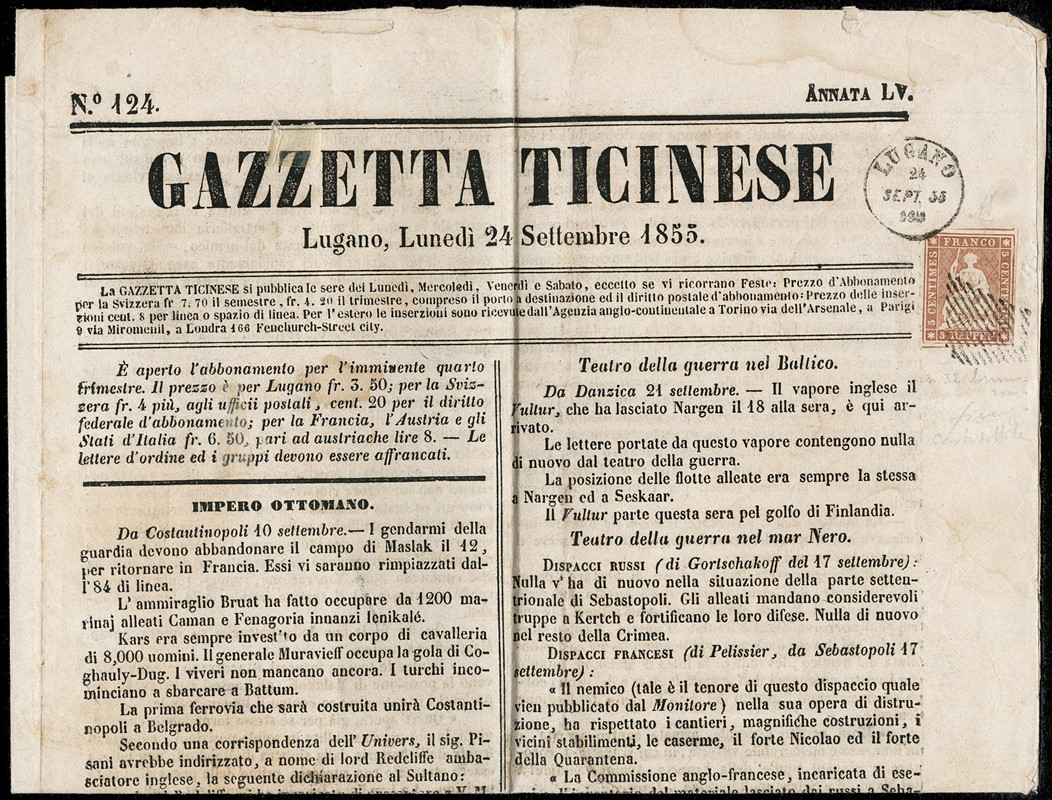 N.º 124.
ANNATA LV.
GAZZETTA TICINESE
Lugano, Lunedì 24 Settembre 1855.
LUGANO
24
SEPT. 55
FRANCO
5 CENTIMES
5 CENT
5 RAPPEN
La GAZZETTA TICINESE si pubblica le sere del Lunedì, Mercoledì, Venerdì e Sabato, eccetto se vi ricorrano Feste: Prezzo d'Abbonamento
per la Svizzera fr 7. 70 il semestre, fr. 4. 20 il trimestre, compreso il porto a destinazione ed il diritto postale d'abbonamento: Prezzo delle inser-
zioni cent. 8 per linea o spazio di linea. Per l'estero le inserzioni sono ricevute dall'Agenzia anglo-continentale a Torino via dell'Arsenale, a Parigi
9 via Miromenil, a Londra 166 Fenchurch-Street city.
È aperto l'abbonamento per l'imminente quarto
trimestre. Il prezzo è per Lugano fr. 3. 50; per la Sviz-
zera fr. 4 più, agli ufficii postali, cent. 20 per il diritto
federale d'abbonamento; per la Francia, l'Austria e gli
Stati d'Italia fr. 6. 50, pari ad austriache lire 8. — Le
lettere d'ordine ed i gruppi devono essere affrancati.
IMPERO OTTOMANO.
Da Costantinopoli 10 settembre.— I gendarmi della
guardia devono abbandonare il campo di Maslak il 12,
per ritornare in Francia. Essi vi saranno rimpiazzati dal-
l'84 di linea.
L' ammiraglio Bruat ha fatto occupare da 1200 ma-
rinaj alleati Caman e Fenagoria innanzi Ienikalé.
Kars era sempre invest'to da un corpo di cavalleria
di 8,000 uomini. Il generale Muravieff occupa la gola di Co-
ghauly-Dug. I viveri non mancano ancora. I turchi inco-
minciano a sbarcare a Battum.
La prima ferrovia che sarà costruita unirà Costanti-
nopoli a Belgrado.
Secondo una corrispondenza dell' Univers, il sig. Pi-
sani avrebbe indirizzato, a nome di lord Redcliffe amba-
sciatore inglese, la seguente dichiarazione al Sultano:
Teatro della guerra nel Baltico.
Da Danzica 21 settembre. — Il vapore inglese il
Vultur, che ha lasciato Nargen il 18 alla sera, è qui ar-
rivato.
Le lettere portate da questo vapore contengono nulla
di nuovo dal teatro della guerra.
La posizione delle flotte alleate era sempre la stessa
a Nargen ed a Seskaar.
Il Vultur parte questa sera pel golfo di Finlandia.
Teatro della guerra nel mar Nero.
DISPACCI RUSSI (di Gortschakoff del 17 settembre):
Nulla v' ha di nuovo nella situazione della parte setten-
trionale di Sebastopoli. Gli alleati mandano considerevoli
truppe a Kertch e fortificano le loro difese. Nulla di nuovo
nel resto della Crimea.
DISPACCI FRANCESI (di Pelissier, da Sebastopoli 17
settembre):
« Il nemico (tale è il tenore di questo dispaccio quale
vien pubblicato dal Monitore) nella sua opera di distru-
zione, ha rispettato i cantieri, magnifiche costruzioni, i
vicini stabilimenti, le caserme, il forte Nicolao ed il forte
della Quarantena.
« La Commissione anglo-francese, incaricata di ese-
l'inventario del materiale lasciato dai russi a Seba-